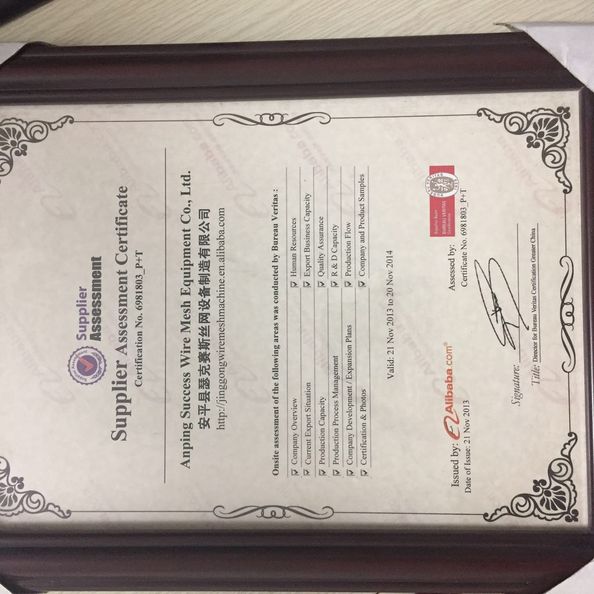 Supplier
Assessment
Supplier Assessment Certificate
Certification No. 6981803_P+T
Anping Success Wire Mesh Equipment Co., Ltd.
安平县瑟克赛斯丝网设备制造有限公司
http://jinggongwiremeshmachine.en.alibaba.com
Onsite assessment of the following areas was conducted by Bureau Veritas :
Company Overview
Human Resources
Current Export Situation
Export Business Capacity
Production Capacity
Quality Assurance
Production Process Management
R & D Capacity
Company Development / Expansion Plans
Production Flow
Certification & Photos
Company and Product Samples
Valid: 21 Nov 2013 to 20 Nov 2014
Issued by: Alibaba.com
Date of Issue: 21 Nov 2013
Assessed by:
BUREAU VERITAS
Certification
Certificate No. 6981803_P+T
Signature:
Title: Director for Bureau Veritas Certification Greater China